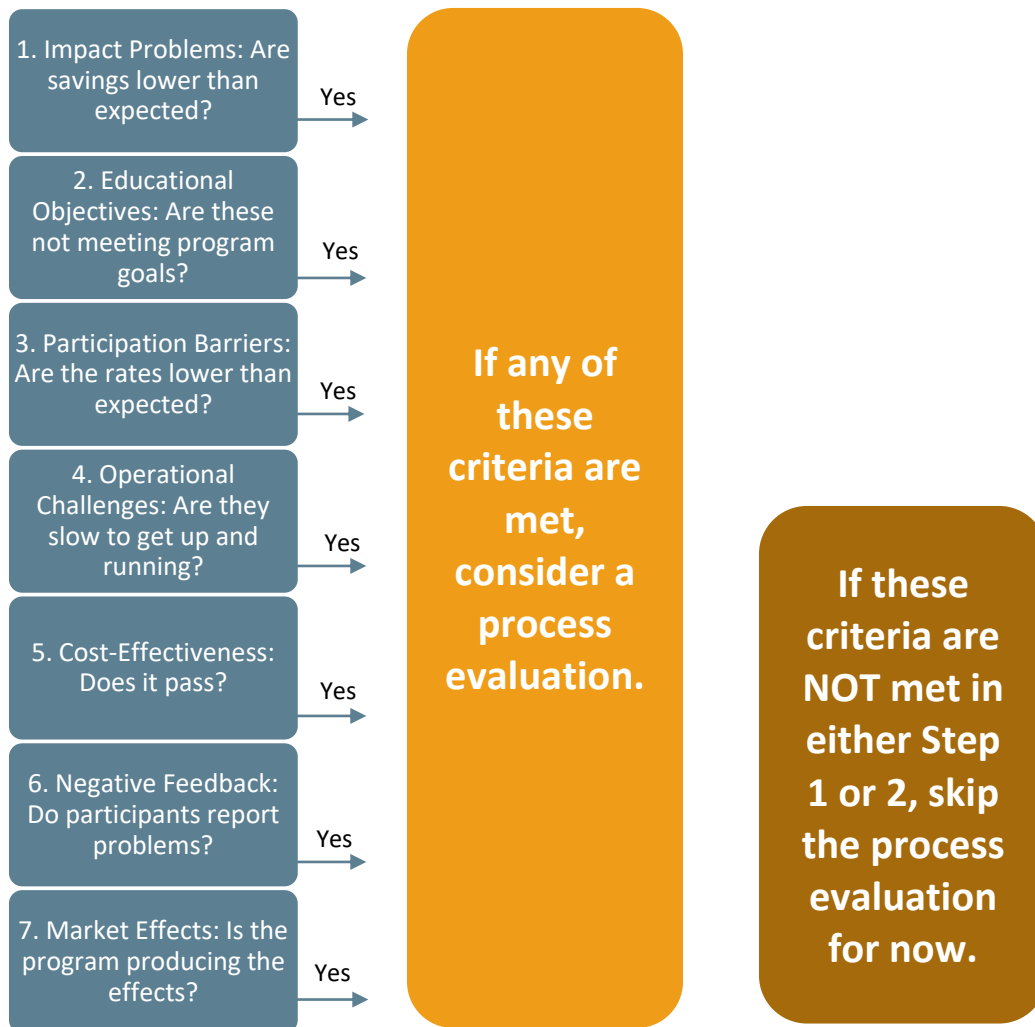 1. Impact Problems: Are
savings lower than
expected?
Yes
2. Educational
Objectives: Are these
not meeting program
goals?
Yes
3. Participation Barriers:
Are the rates lower than
expected?
Yes
4. Operational
Challenges: Are they
slow to get up and
running?
Yes
5. Cost-Effectiveness:
Does it pass?
Yes
6. Negative Feedback:
Do participants report
problems?
Yes
7. Market Effects: Is the
program producing the
effects?
Yes
If any of
these
criteria are
met,
consider a
process
evaluation.
If these
criteria are
NOT met in
either Step
1 or 2, skip
the process
evaluation
for now.